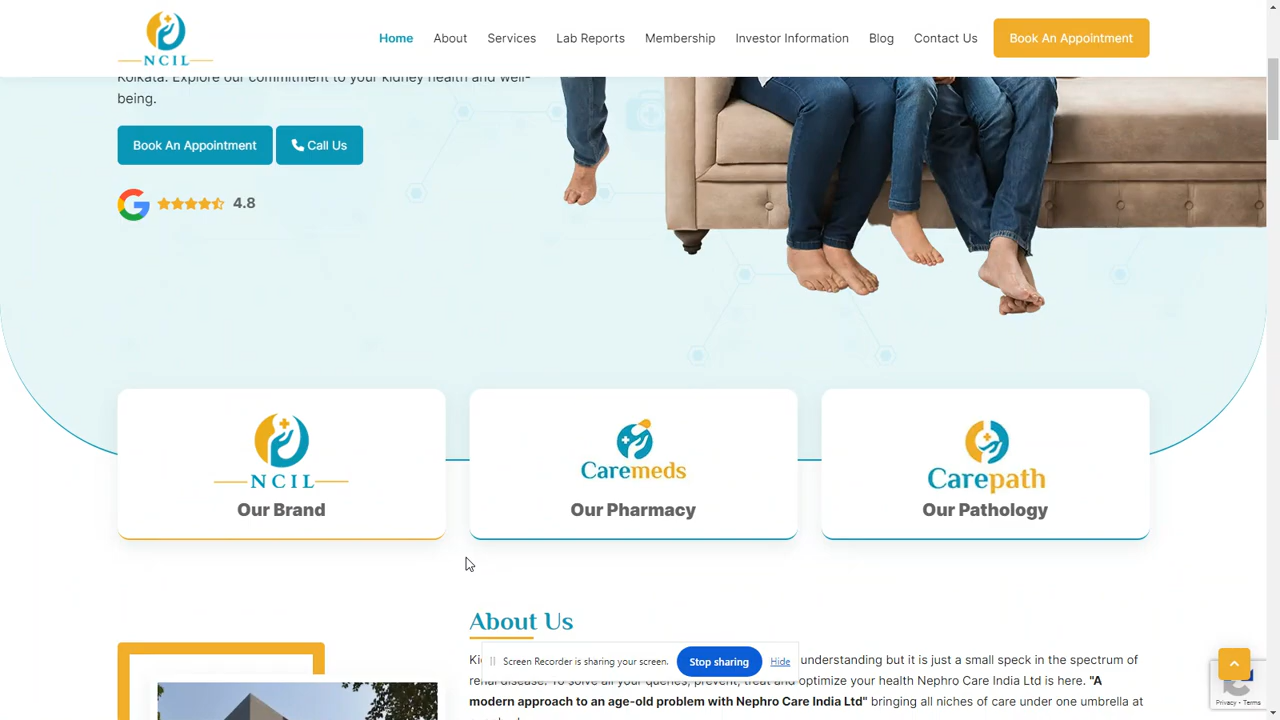 NCIL
Home About Services Lab Reports Membership Investor Information Blog Contact Us Book An Appointment
Kolkata. Explore our commitment to your kidney health and well-
being.
Book An Appointment Call Us
4.8
NCIL
Our Brand
Caremeds
Our Pharmacy
Carepath
Our Pathology
About Us
understanding but it is just a small speck in the spectrum of
Screen Recorder is sharing your screen. Stop sharing Hide
renal disease. To solve all your queries, prevent, treat and optimize your health Nephro Care India Ltd is here. "A
modern approach to an age-old problem with Nephro Care India Ltd" bringing all niches of care under one umbrella at
Privacy - Terms